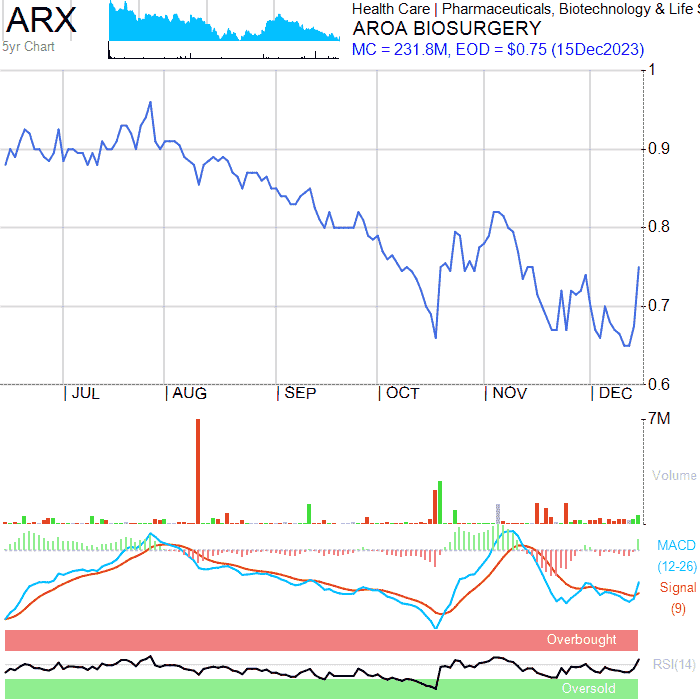 ARX
5yr Chart
Health Care | Pharmaceuticals, Biotechnology & Life S
AROA BIOSURGERY
MC = 231.8M, EOD = $0.75 (15Dec2023)
1
0.9
0.8
0.7
0.6
JUL AUG SEP OCT NOV DEC
7M
Volume
MACD
(12-26)
Signal
(9)
Overbought
RSI(14)
Oversold